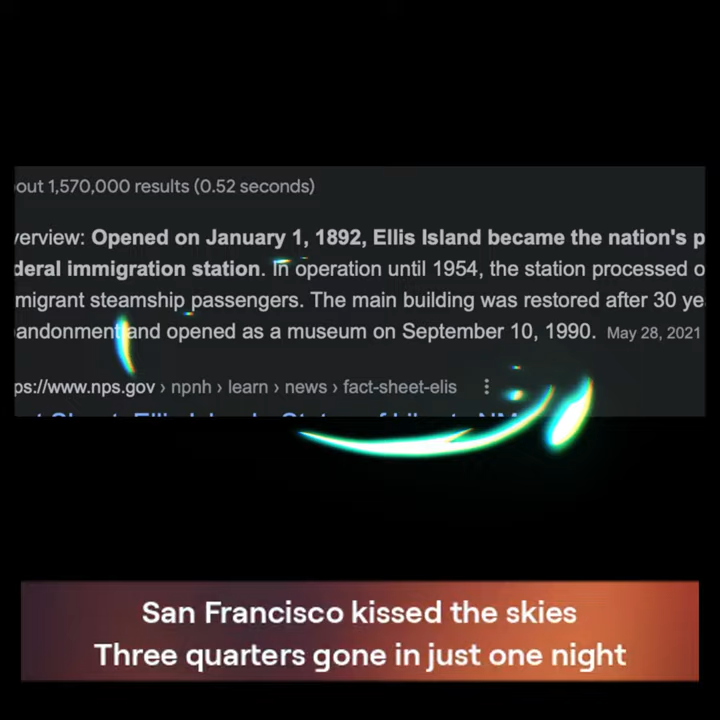 out 1,570,000 results (0.52 seconds)
verview: Opened on January 1, 1892, Ellis Island became the nation's p
deral immigration station. In operation until 1954, the station processed o
migrant steamship passengers. The main building was restored after 30 ye
andonment and opened as a museum on September 10, 1990. May 28, 2021
ps://www.nps.gov › npnh › learn › news › fact-sheet-elis
San Francisco kissed the skies
Three quarters gone in just one night